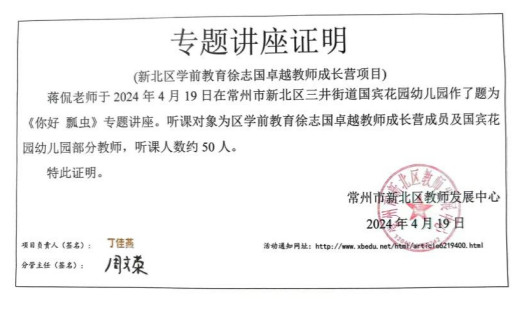 专题讲座证明
(新北区学前教育徐志国卓越教师成长营项目)
蒋侃老师于 2024 年 4 月 19 日在常州市新北区三井街道国宾花园幼儿园作了题为
《你好 瓢虫》专题讲座。听课对象为区学前教育徐志国卓越教师成长营成员及国宾花
园幼儿园部分教师，听课人数约 50 人。
特此证明。
常州市新北区教师发展中心
2024 年 4 月 19 日
项目负责人（签名）： 丁佳燕
活动通知网址：http://www.xbedu.net/html/article6219400.html
分管主任（签名）： 周文荣